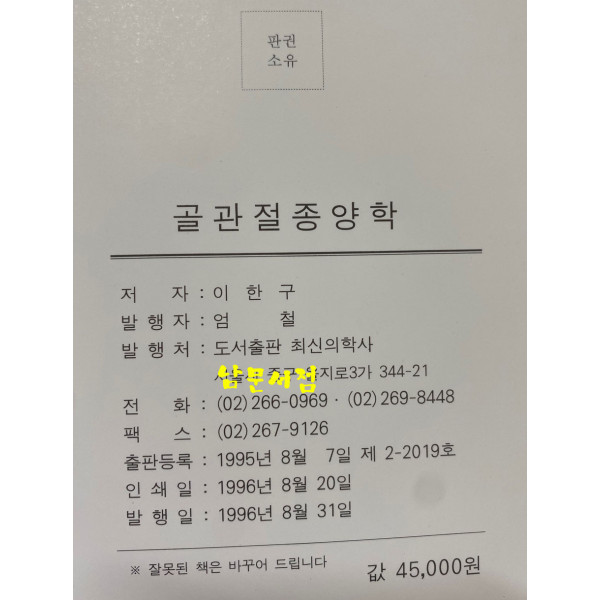 판권
소유
골관절종양학
저 자 : 이 한 구
발 행 자 : 엄 철
발 행 처 : 도서출판 최신의학사
중구 을지로3가 344-21
삼문서점
전 화 : (02) 266-0969 · (02) 269-8448
팩 스 : (02) 267-9126
출판등록 : 1995년 8월 7일 제 2-2019호
인 쇄 일 : 1996년 8월 20일
발 행 일 : 1996년 8월 31일
※ 잘못된 책은 바꾸어 드립니다
값 45,000원